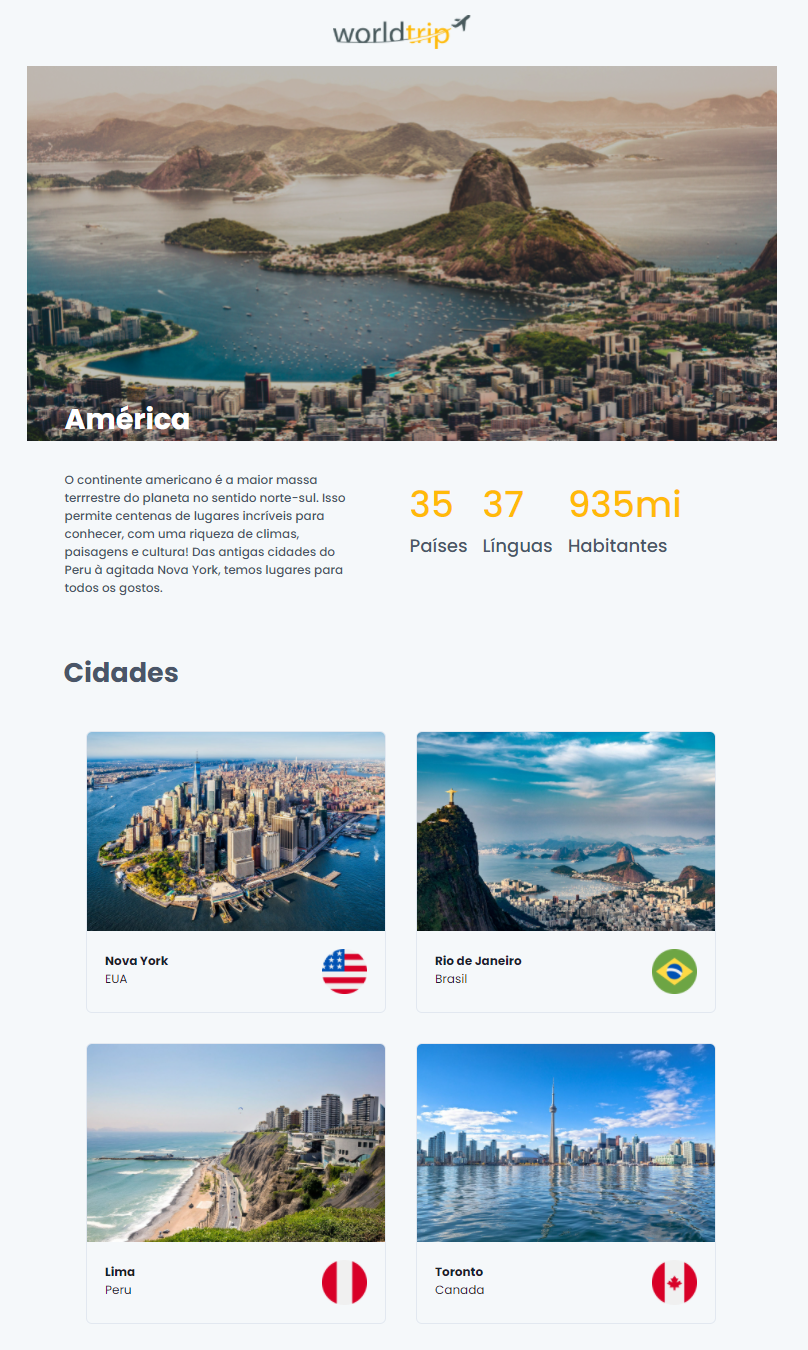 worldtrip
América
O continente americano é a maior massa
terrrestre do planeta no sentido norte-sul. Isso
permite centenas de lugares incríveis para
conhecer, com uma riqueza de climas,
paisagens e cultura! Das antigas cidades do
Peru à agitada Nova York, temos lugares para
todos os gostos.
35 37 935mi
Países Línguas Habitantes
Cidades
Nova York
EUA
Rio de Janeiro
Brasil
Lima
Peru
Toronto
Canada